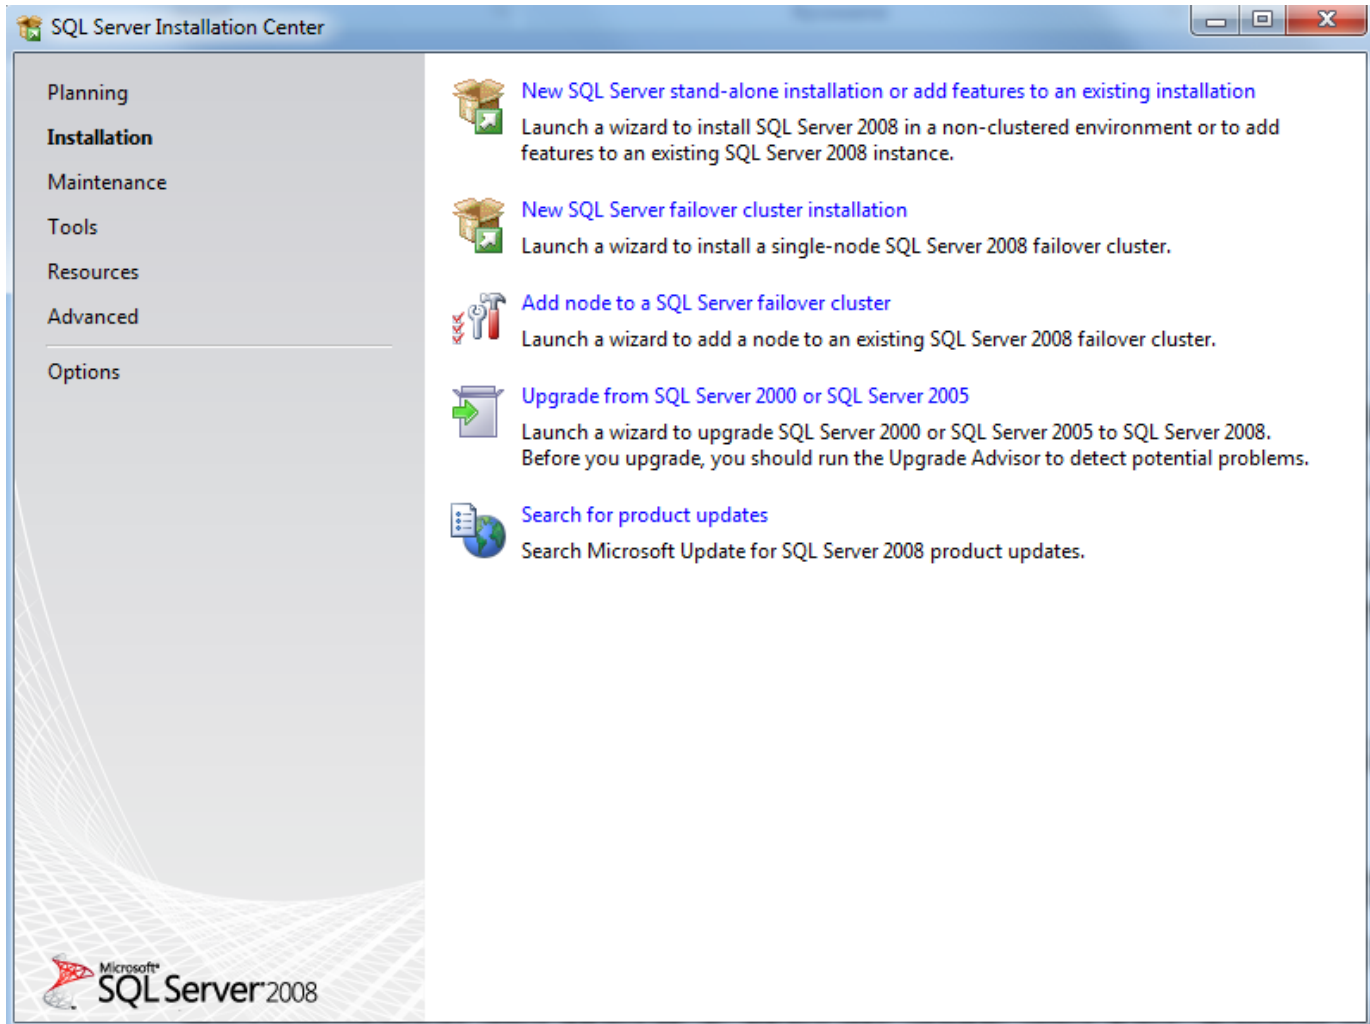 SQL Server Installation Center
Planning
Installation
Maintenance
Tools
Resources
Advanced
Options
New SQL Server stand-alone installation or add features to an existing installation
Launch a wizard to install SQL Server 2008 in a non-clustered environment or to add
features to an existing SQL Server 2008 instance.
New SQL Server failover cluster installation
Launch a wizard to install a single-node SQL Server 2008 failover cluster.
Add node to a SQL Server failover cluster
Launch a wizard to add a node to an existing SQL Server 2008 failover cluster.
Upgrade from SQL Server 2000 or SQL Server 2005
Launch a wizard to upgrade SQL Server 2000 or SQL Server 2005 to SQL Server 2008.
Before you upgrade, you should run the Upgrade Advisor to detect potential problems.
Search for product updates
Search Microsoft Update for SQL Server 2008 product updates.
Microsoft
SQL Server 2008